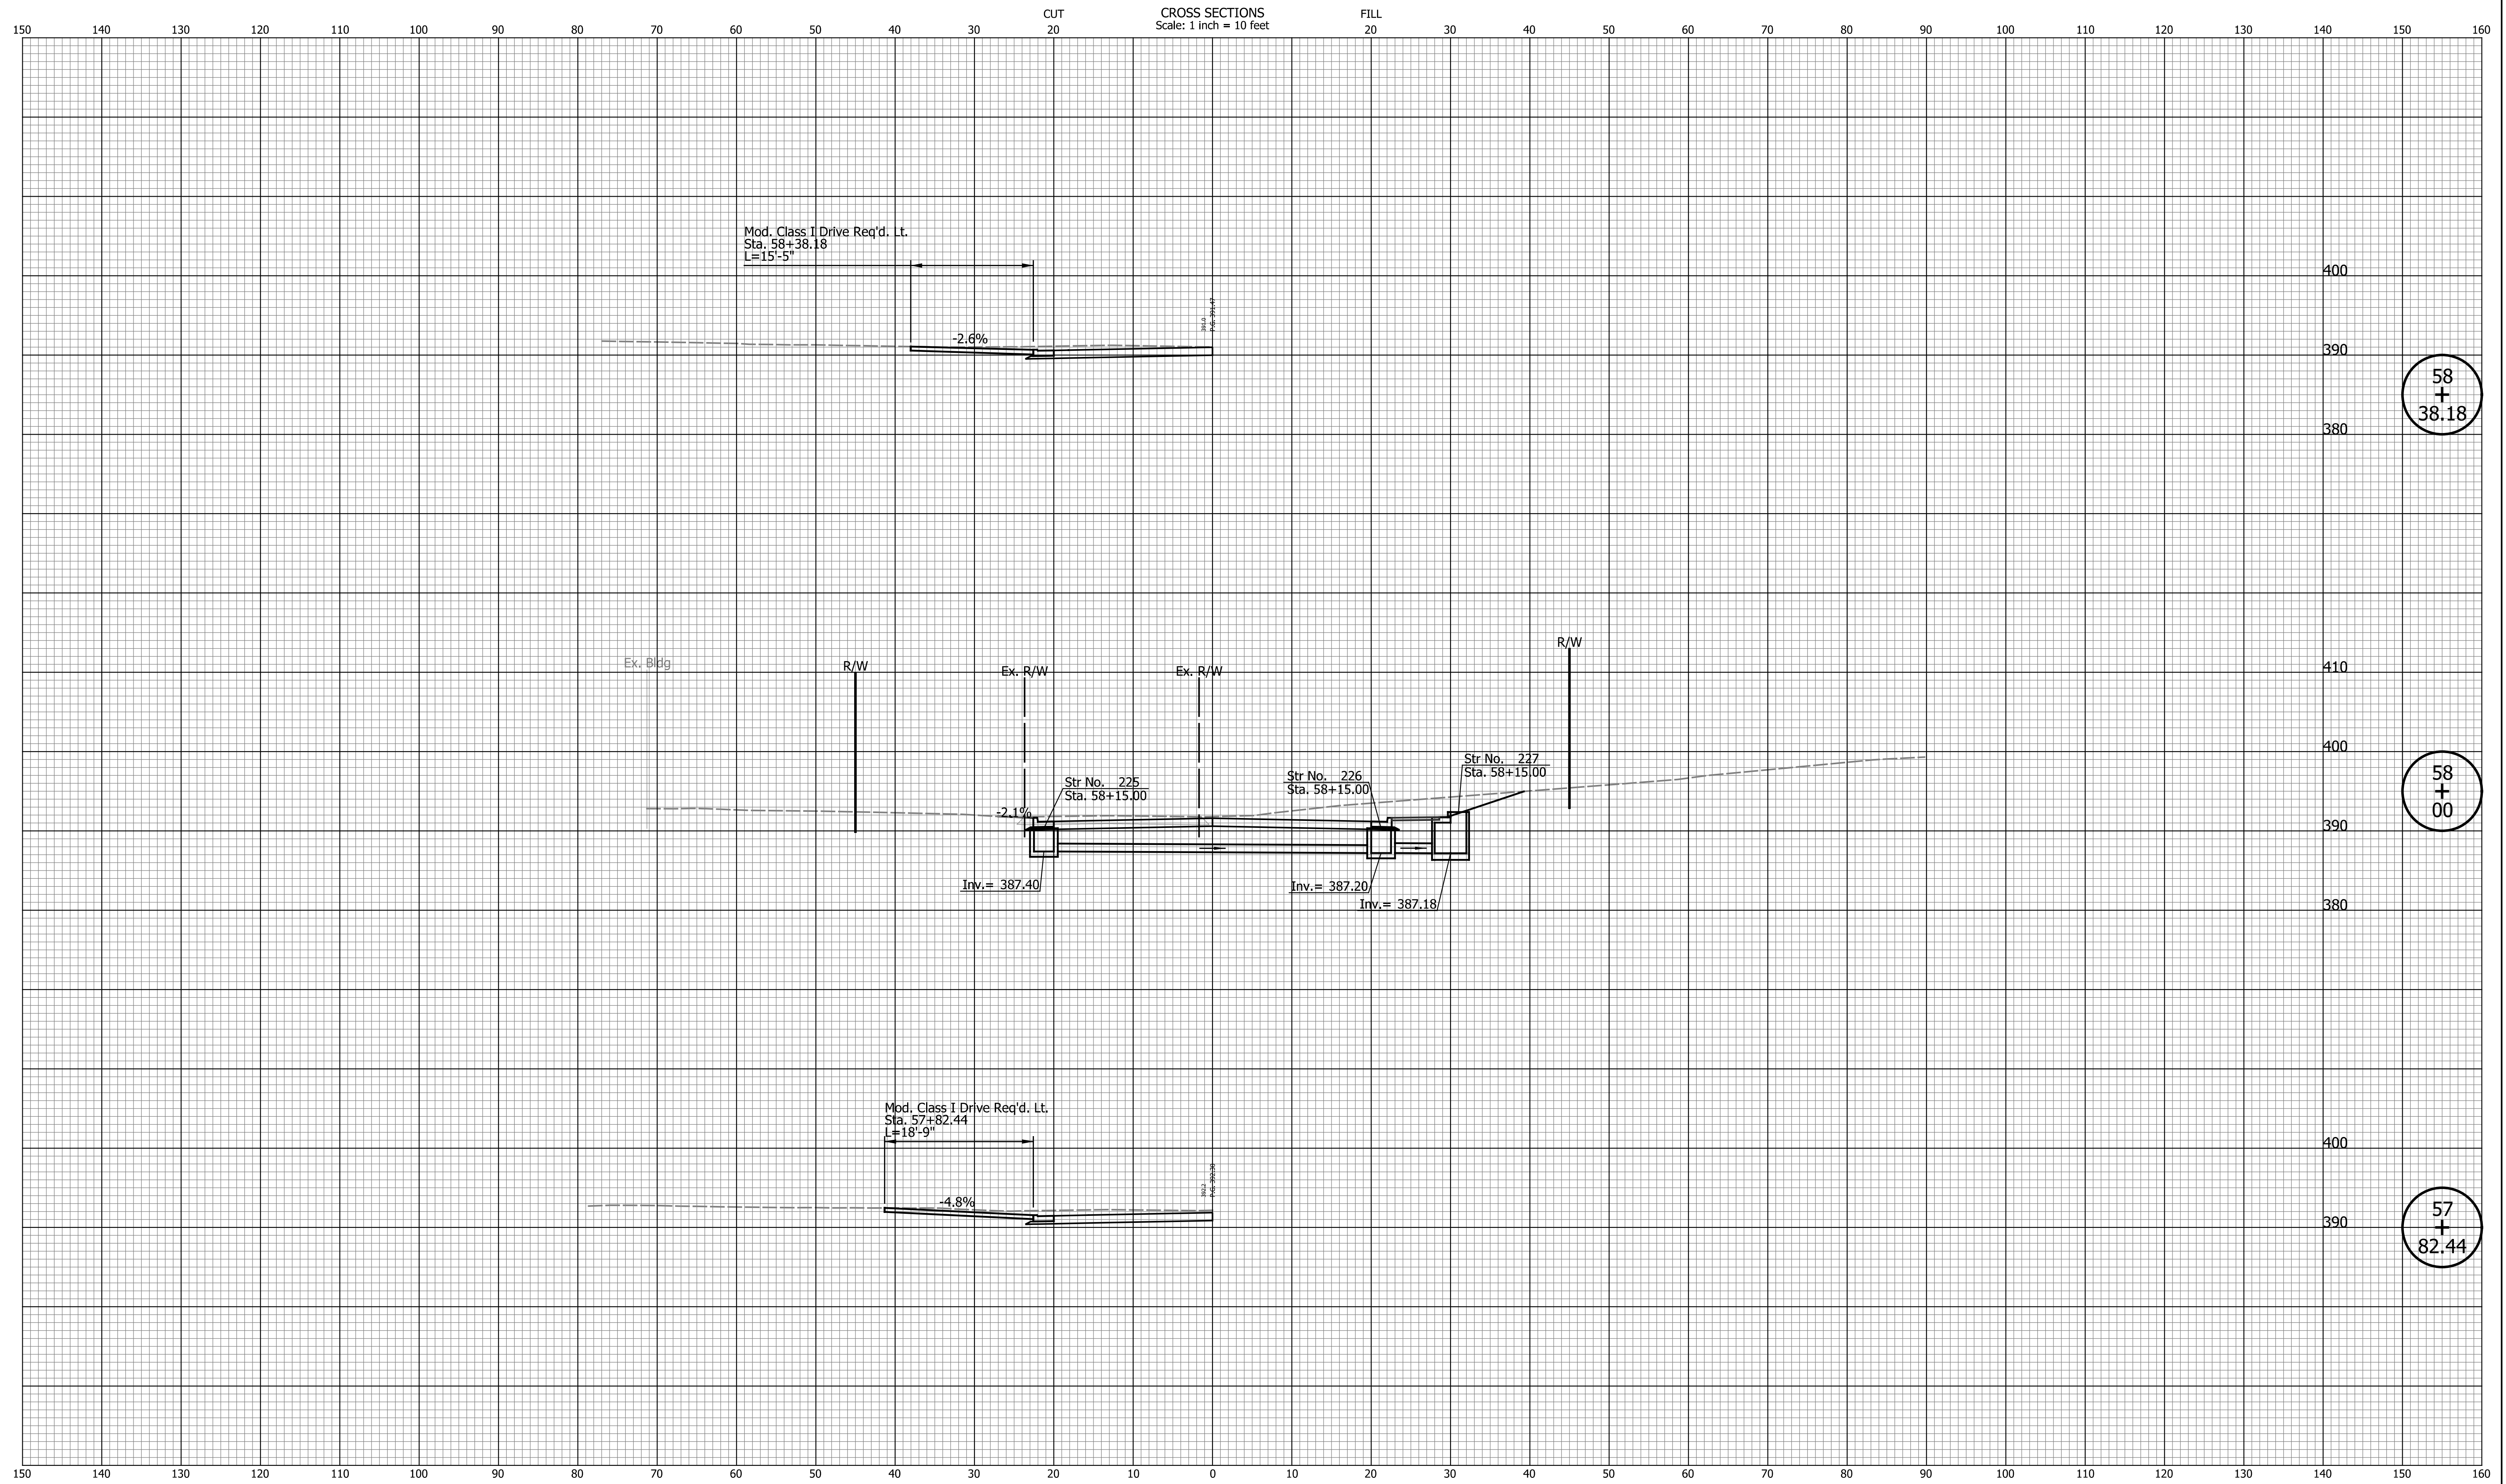 CUT CROSS SECTIONS FILL
Scale: 1 inch = 10 feet
150 140 130 120 110 100 90 80 70 60 50 40 30 20 10 0 10 20 30 40 50 60 70 80 90 100 110 120 130 140 150 160
Mod. Class I Drive Req'd. Lt.
Sta. 58+38.18
L=15'-5"
400
391.0
P.G. 391.47
-2.6%
390
58
+
38.18
380
R/W
Ex. Bldg
R/W
Ex. R/W
Ex. R/W
410
400
Str No. 227
Sta. 58+15.00
Str No. 226
Sta. 58+15.00
Str No. 225
Sta. 58+15.00
58
+
00
-2.1%
390
Inv.= 387.40
Inv.= 387.20
Inv.= 387.18
380
Mod. Class I Drive Req'd. Lt.
Sta. 57+82.44
L=18'-9"
400
392.2
P.G. 392.30
-4.8%
390
57
+
82.44
150 140 130 120 110 100 90 80 70 60 50 40 30 20 10 0 10 20 30 40 50 60 70 80 90 100 110 120 130 140 150 160